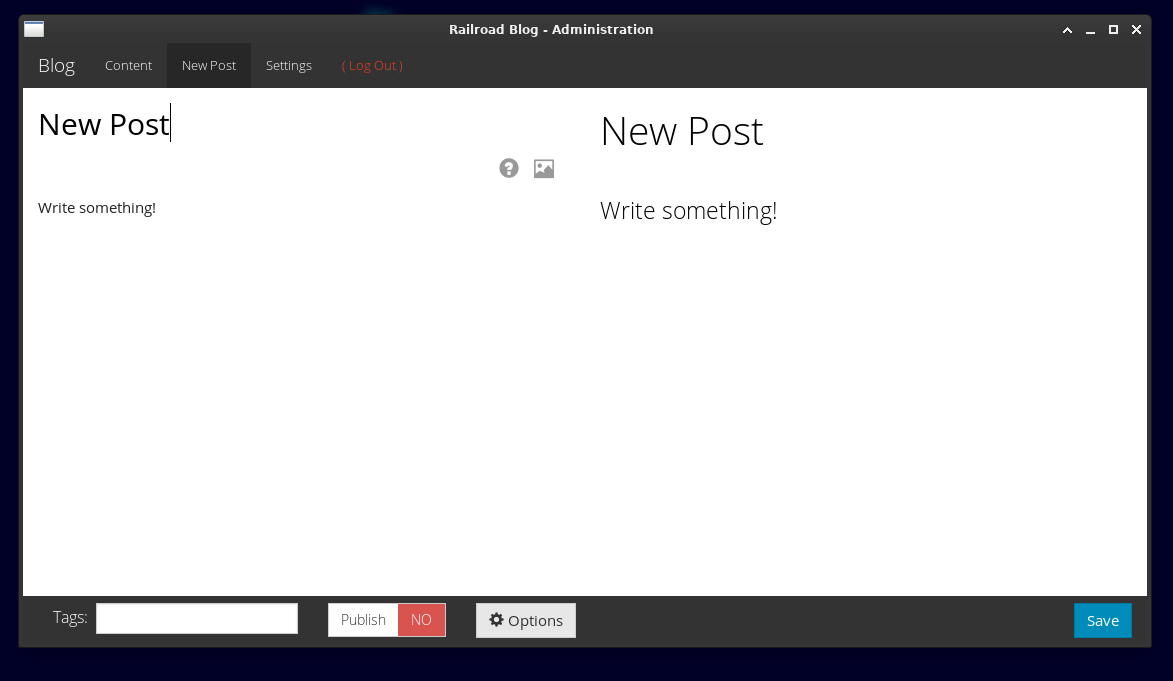 Railroad Blog - Administration
Blog Content New Post Settings ( Log Out )
New Post
New Post
Write something!
Write something!
Tags: Publish NO Options Save